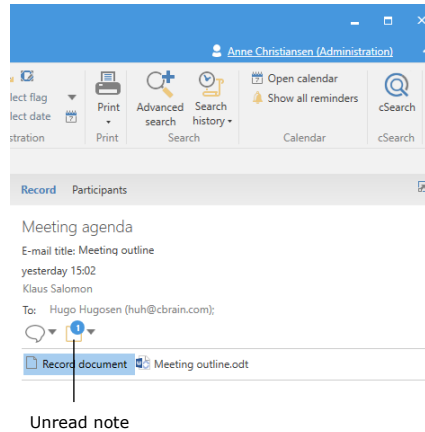 Anne Christiansen (Administration)
lect flag
lect date
stration
Print
Print
Advanced search
Search history
Search
Open calendar
Show all reminders
Calendar
cSearch
cSearch
Record Participants
Meeting agenda
E-mail title: Meeting outline
yesterday 15:02
Klaus Salomon
To: Hugo Hugosen (huh@cbrain.com);
1
Record document Meeting outline.odt
Unread note